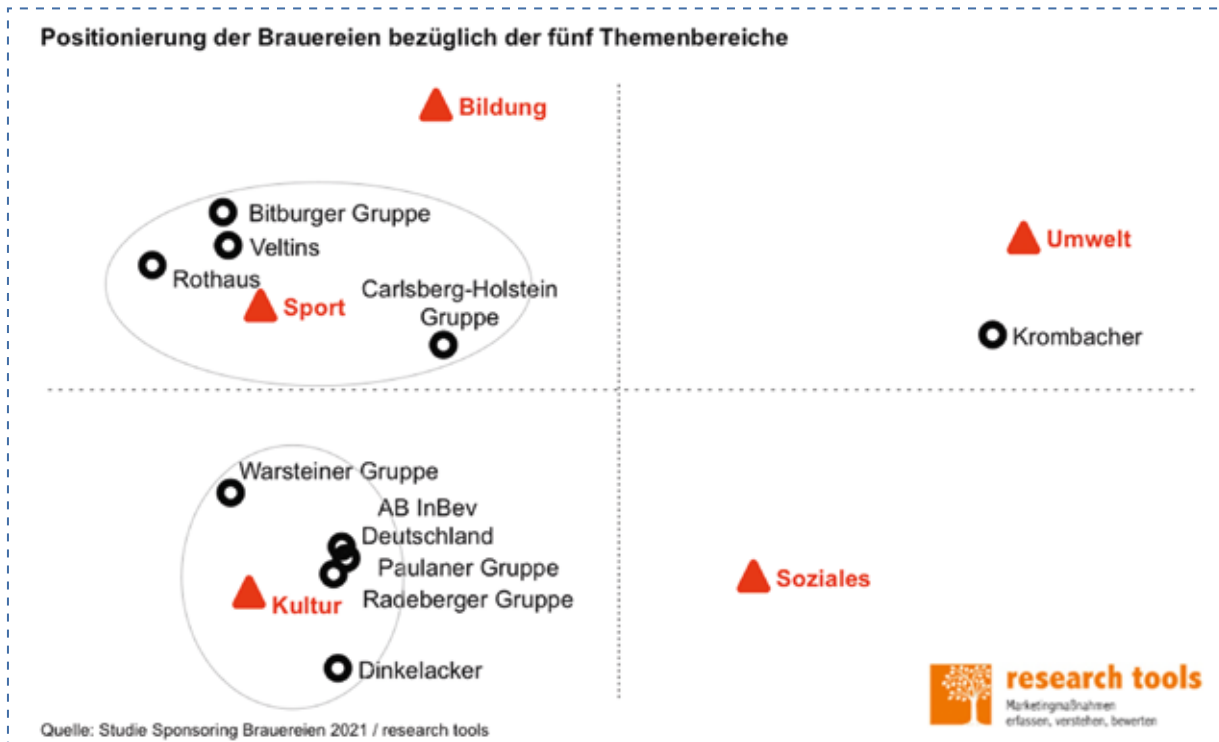 Positionierung der Brauereien bezüglich der fünf Themenbereiche
Bildung
Bitburger Gruppe
Veltins
Rothaus
Sport
Carlsberg-Holstein
Gruppe
Umwelt
Krombacher
Warsteiner Gruppe
AB InBev
Deutschland
Paulaner Gruppe
Radeberger Gruppe
Kultur
Dinkelacker
Soziales
research tools
Marketingmaßnahmen
erfassen, verstehen, bewerten
Quelle: Studie Sponsoring Brauereien 2021 / research tools